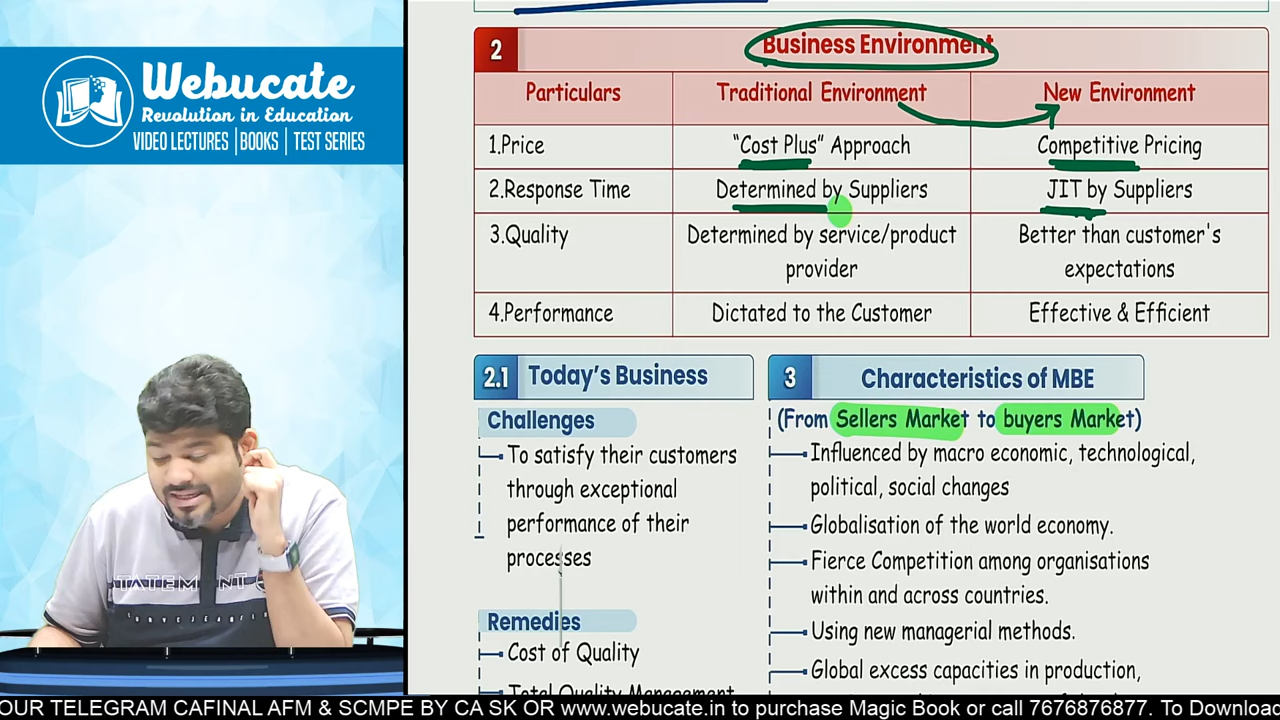 Webucate
Revolution in Education
VIDEO LECTURES | BOOKS | TEST SERIES
2 Business Environment
Particulars Traditional Environment New Environment
1.Price “Cost Plus” Approach Competitive Pricing
2.Response Time Determined by Suppliers JIT by Suppliers
3.Quality Determined by service/product provider Better than customer's expectations
4.Performance Dictated to the Customer Effective & Efficient
2.1 Today’s Business
Challenges
To satisfy their customers
through exceptional
performance of their
processes
Remedies
Cost of Quality
Total Quality Management
3 Characteristics of MBE
(From Sellers Market to buyers Market)
Influenced by macro economic, technological,
political, social changes
Globalisation of the world economy.
Fierce Competition among organisations
within and across countries.
Using new managerial methods.
Global excess capacities in production,
OUR TELEGRAM CAFINAL AFM & SCMPE BY CA SK OR www.webucate.in to purchase Magic Book or call 7676876877. To Download